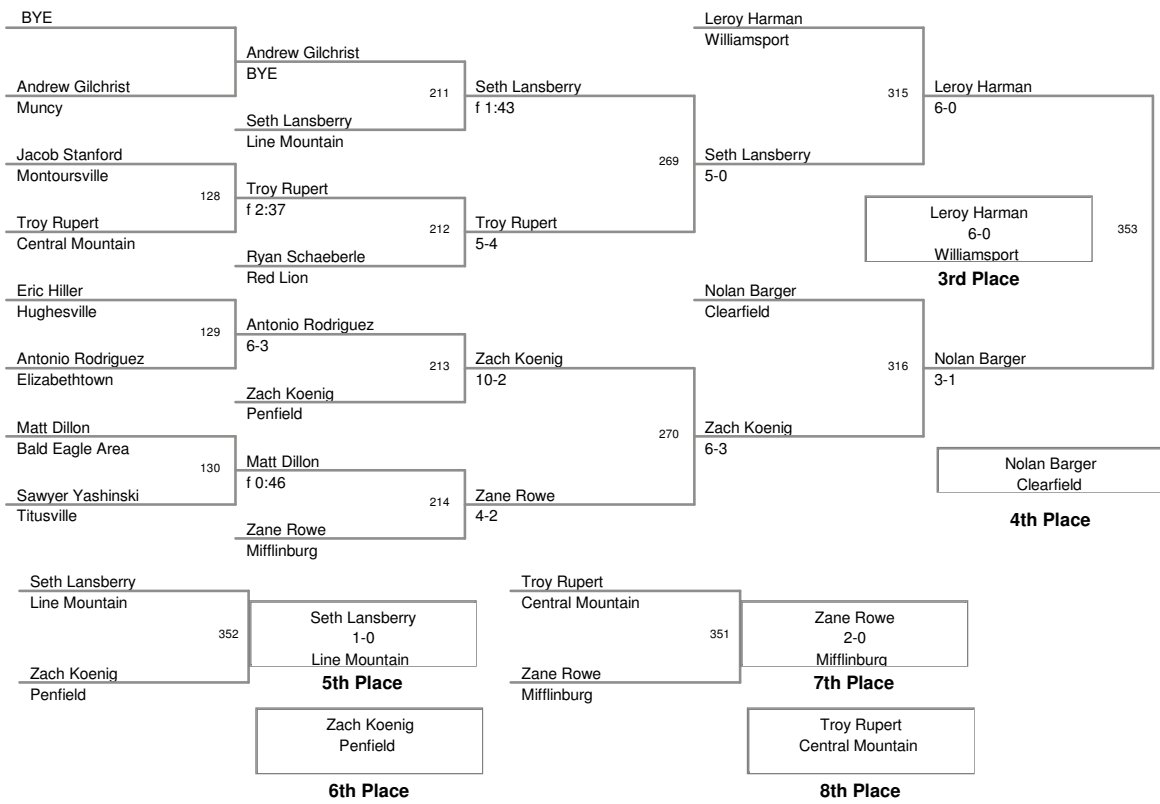 BYE
Andrew Gilchrist
Muncy
Jacob Stanford
Montoursville
128
Troy Rupert
Central Mountain
Eric Hiller
Hughesville
129
Antonio Rodriguez
Elizabethtown
Matt Dillon
Bald Eagle Area
130
Sawyer Yashinski
Titusville
Andrew Gilchrist
BYE
211
Seth Lansberry
Line Mountain
Troy Rupert
f 2:37
212
Ryan Schaeberle
Red Lion
Antonio Rodriguez
6-3
213
Zach Koenig
Penfield
Matt Dillon
f 0:46
214
Zane Rowe
Mifflinburg
Seth Lansberry
f 1:43
269
Troy Rupert
5-4
Zach Koenig
10-2
270
Zane Rowe
4-2
Leroy Harman
Williamsport
315
Seth Lansberry
5-0
Nolan Barger
Clearfield
316
Zach Koenig
6-3
Leroy Harman
6-0
353
Nolan Barger
3-1
Leroy Harman
6-0
Williamsport
3rd Place
Nolan Barger
Clearfield
4th Place
Seth Lansberry
Line Mountain
352
Zach Koenig
Penfield
Seth Lansberry
1-0
Line Mountain
5th Place
Zach Koenig
Penfield
6th Place
Troy Rupert
Central Mountain
351
Zane Rowe
Mifflinburg
Zane Rowe
2-0
Mifflinburg
7th Place
Troy Rupert
Central Mountain
8th Place